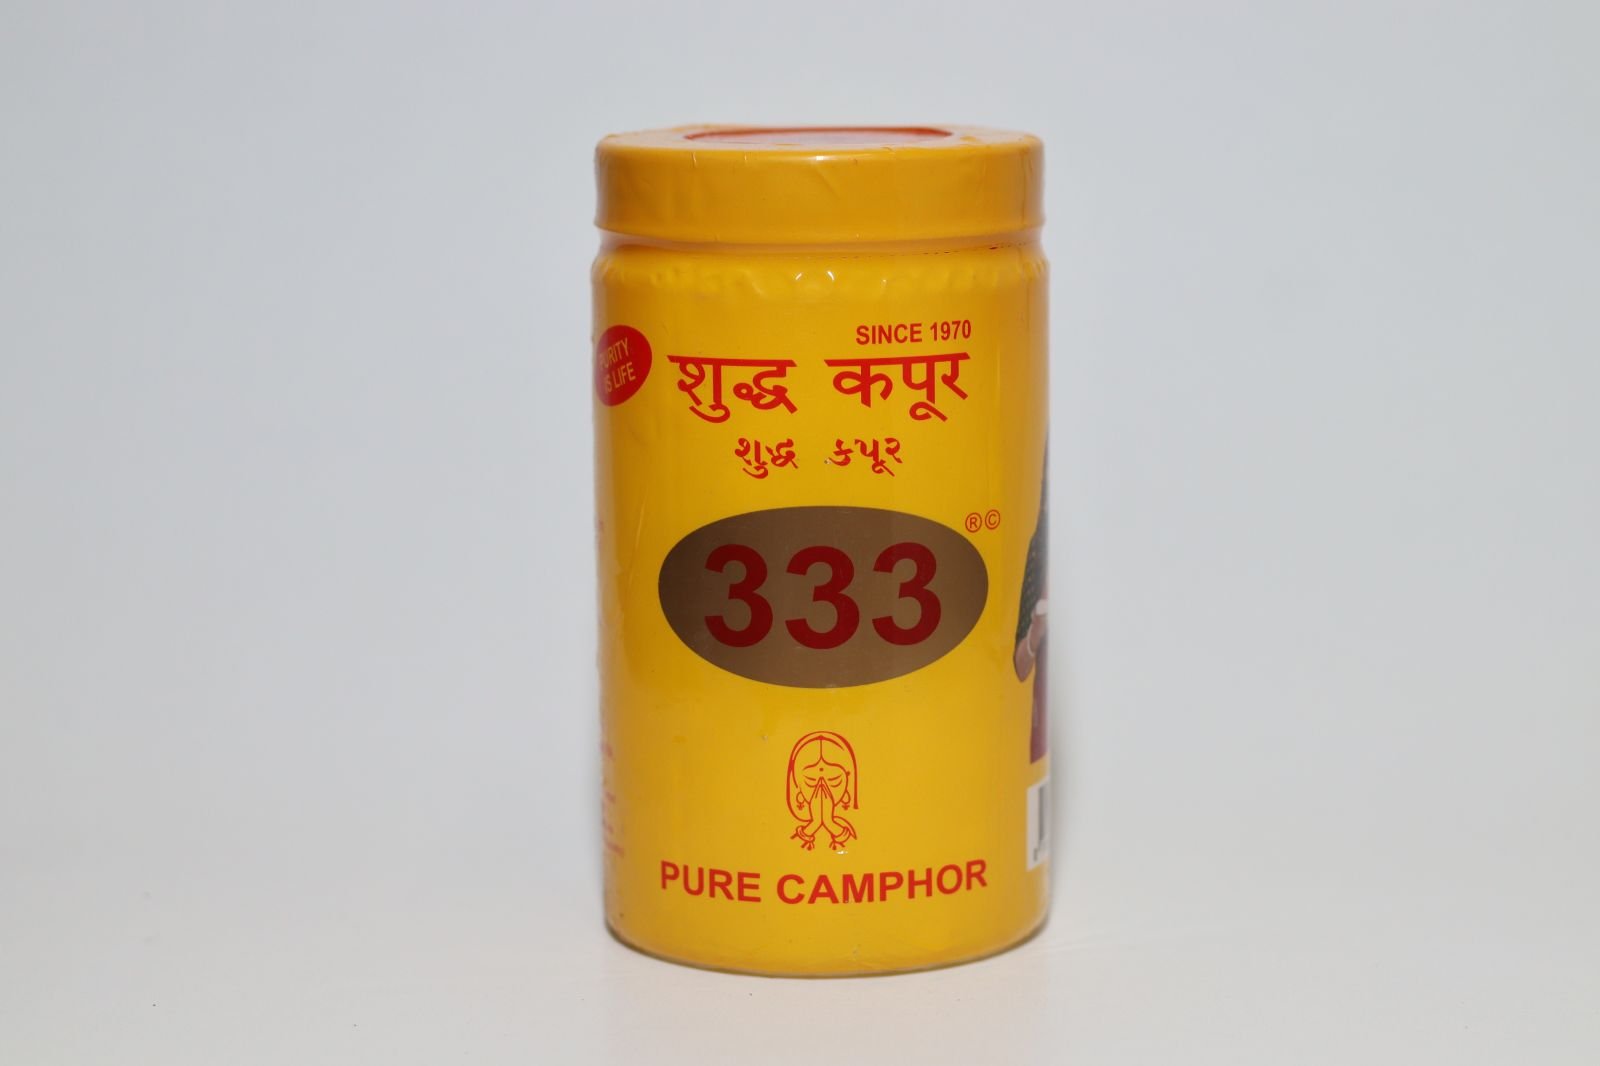 SINCE 1970
PURITY
IS LIFE
शुद्ध कपूर
શુદ્ધ કપૂર
333
® ©
PURE CAMPHOR